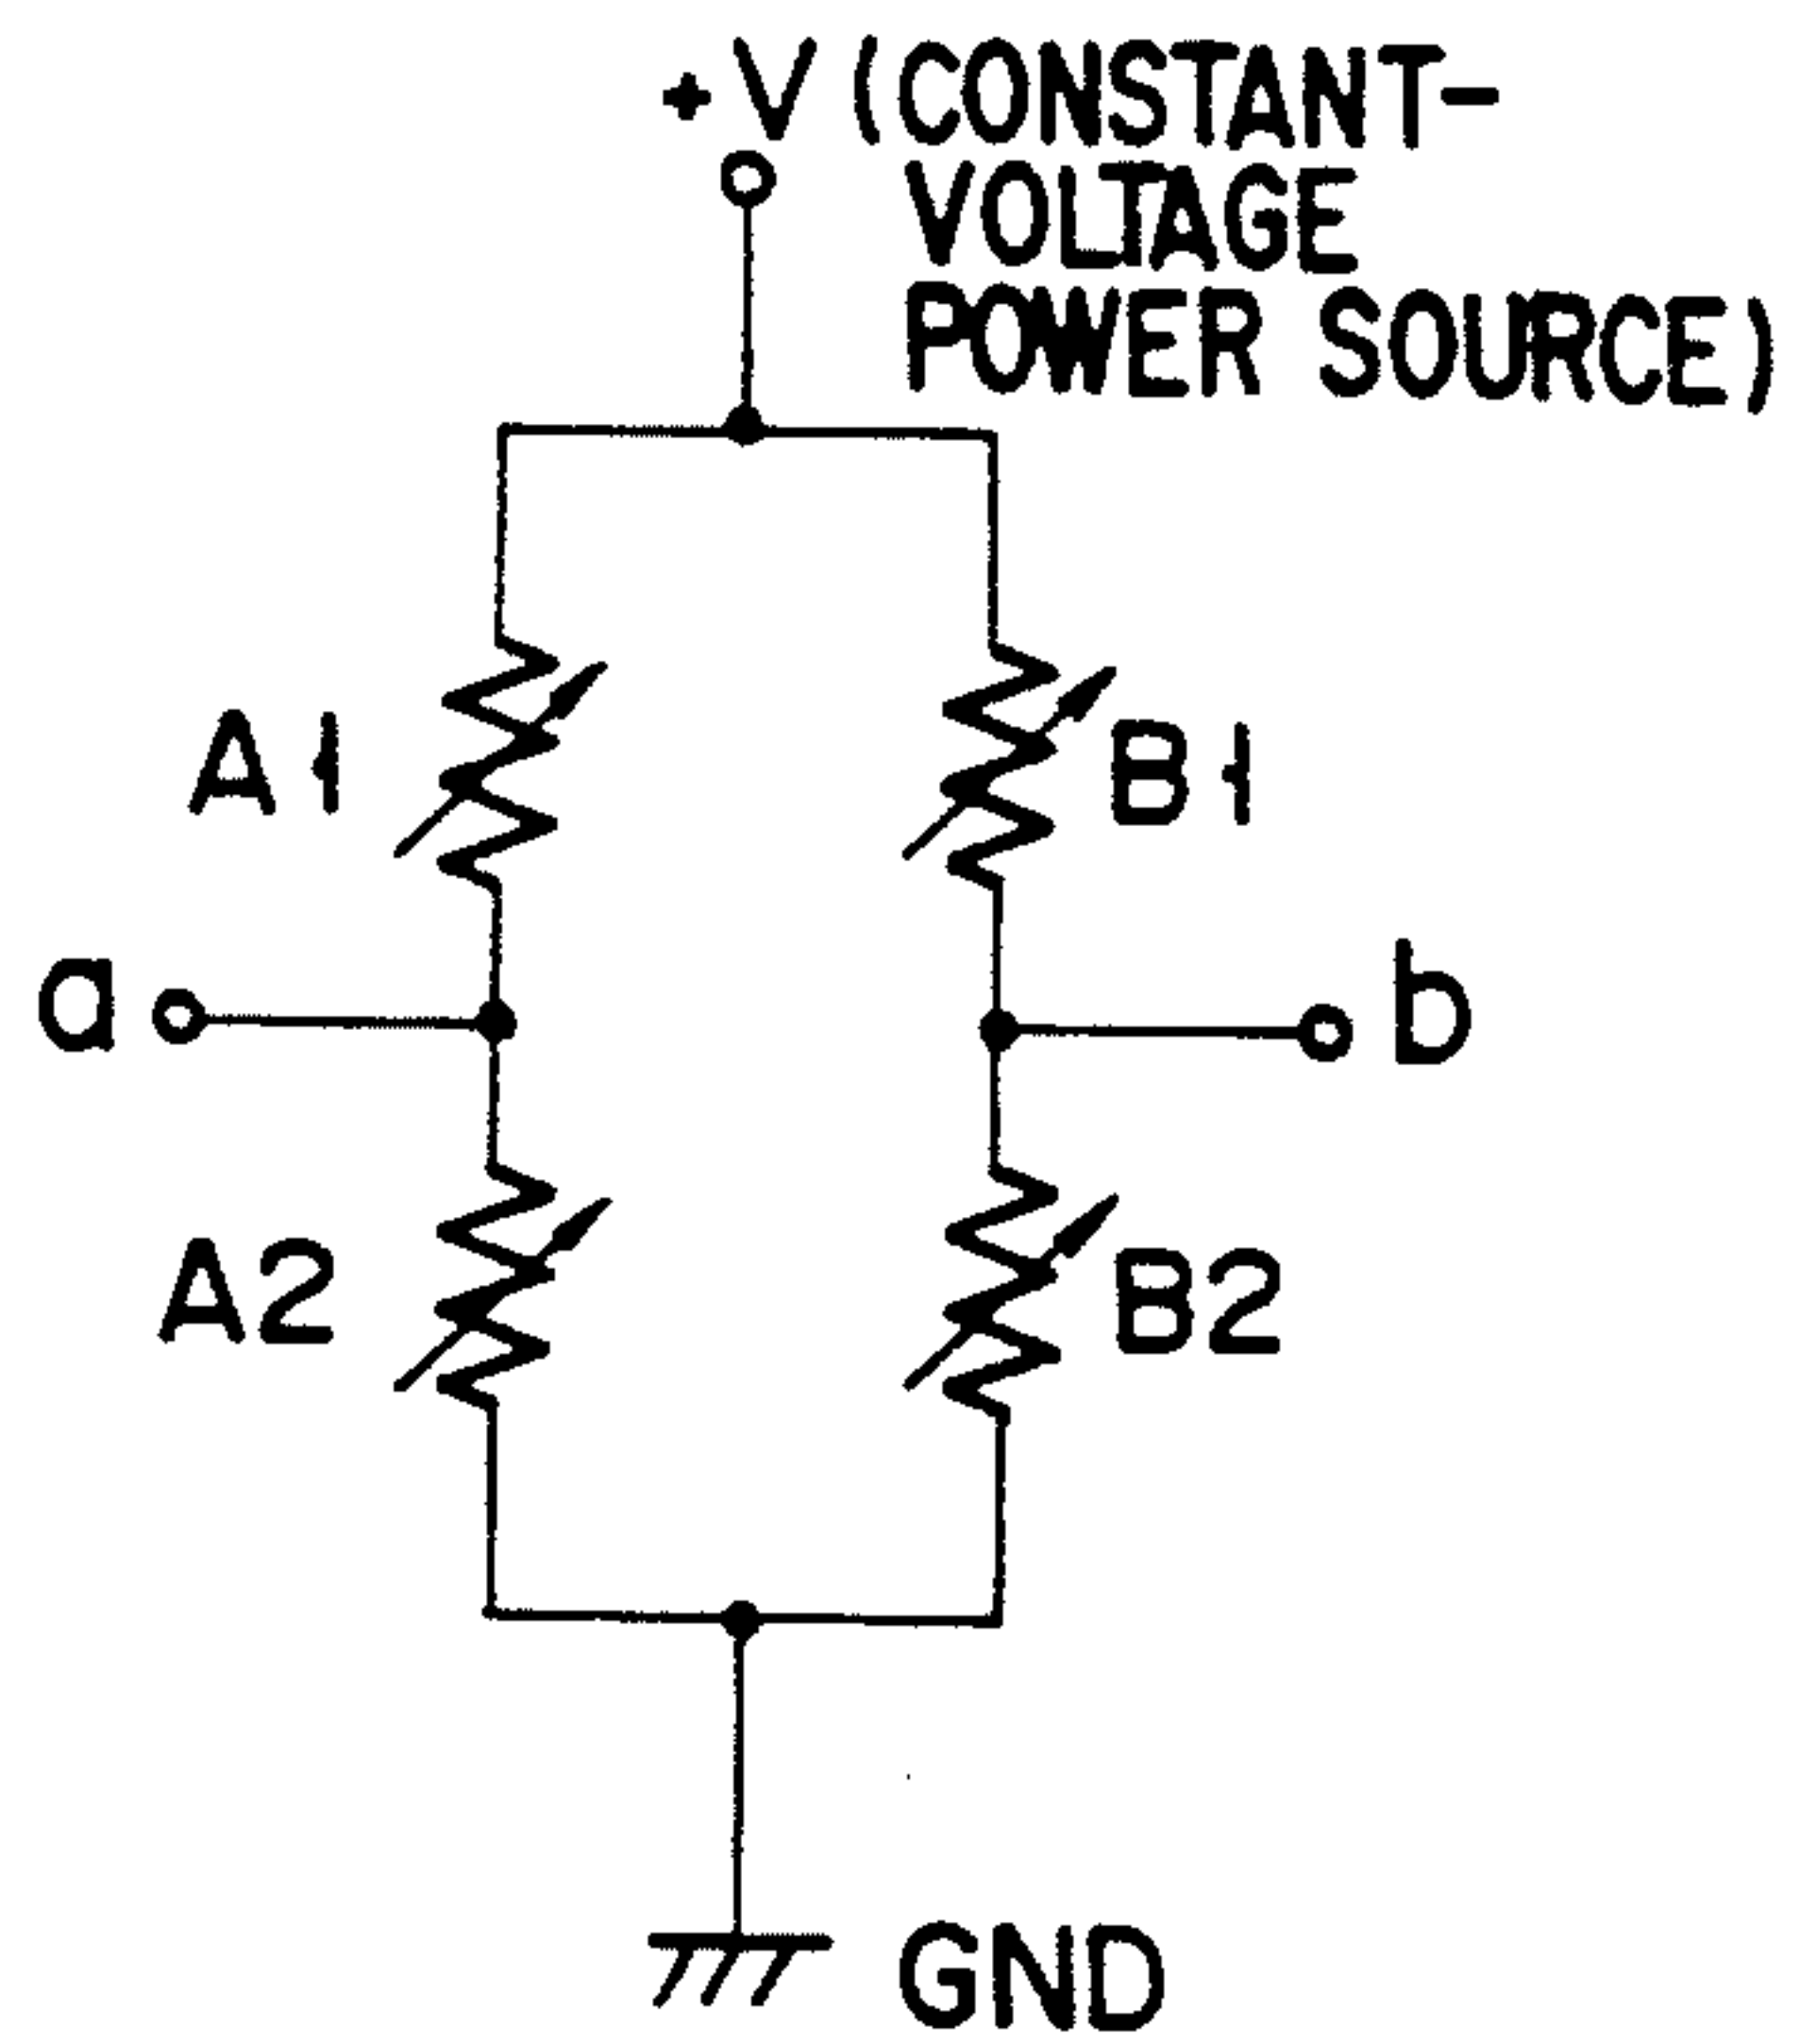 +V (CONSTANT-
VOLTAGE
POWER SOURCE)
A1
B1
a
b
A2
B2
GND